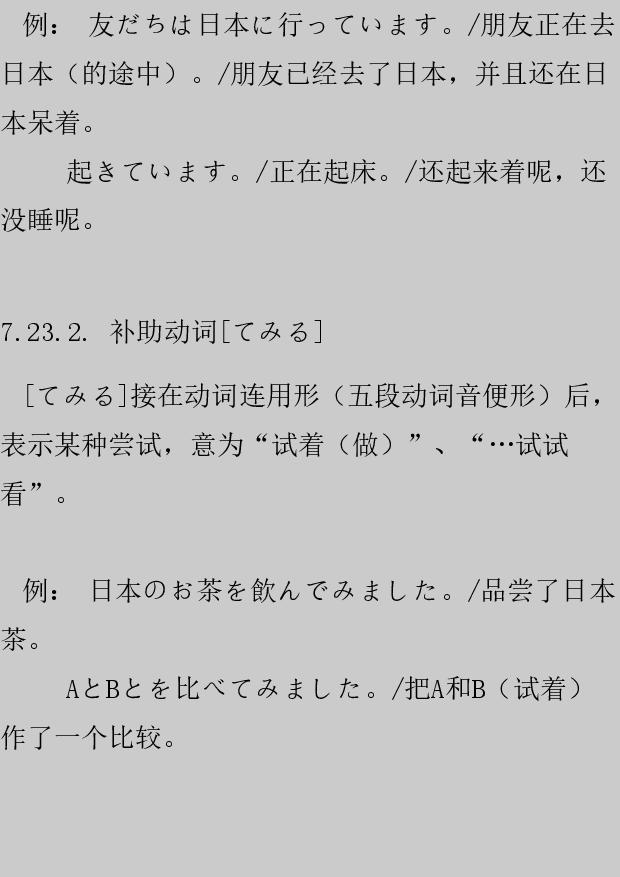 例： 友だちは日本に行っています。/朋友正在去
日本（的途中）。/朋友已经去了日本，并且还在日
本呆着。
起きています。/正在起床。/还起来着呢，还
没睡呢。
7.23.2. 补助动词[てみる]
[てみる]接在动词连用形（五段动词音便形）后，
表示某种尝试，意为“试着（做）”、“…试试
看”。
例： 日本のお茶を飲んでみました。/品尝了日本
茶。
AとBとを比べてみました。/把A和B（试着）
作了一个比较。